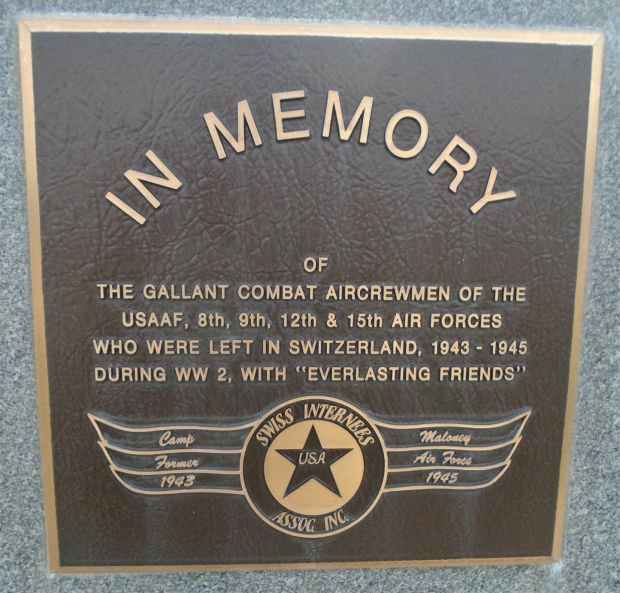 IN MEMORY
OF
THE GALLANT COMBAT AIRCREWMEN OF THE
USAAF, 8th, 9th, 12th & 15th AIR FORCES
WHO WERE LEFT IN SWITZERLAND, 1943 - 1945
DURING WW 2, WITH "EVERLASTING FRIENDS"
SWISS INTERNEES
Camp
Former
1943
USA
Maloney
Air Force
1945
ASSOC. INC.